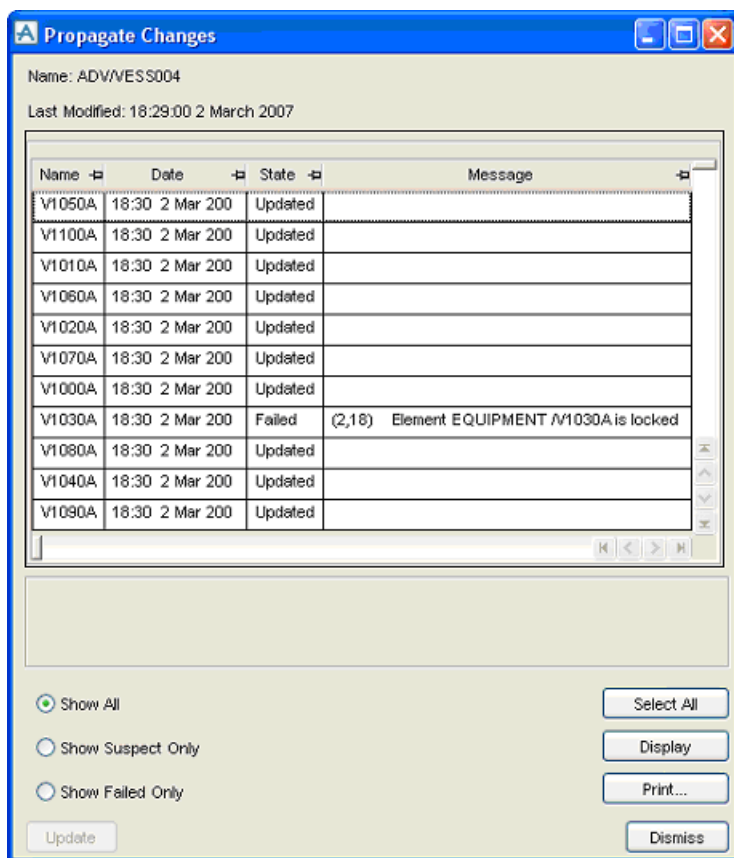 Propagate Changes
Name: ADV/VESS004
Last Modified: 18:29:00 2 March 2007
Name Date State Message
V1050A 18:30 2 Mar 200 Updated
V1100A 18:30 2 Mar 200 Updated
V1010A 18:30 2 Mar 200 Updated
V1060A 18:30 2 Mar 200 Updated
V1020A 18:30 2 Mar 200 Updated
V1070A 18:30 2 Mar 200 Updated
V1000A 18:30 2 Mar 200 Updated
V1030A 18:30 2 Mar 200 Failed (2,18) Element EQUIPMENT /V1030A is locked
V1080A 18:30 2 Mar 200 Updated
V1040A 18:30 2 Mar 200 Updated
V1090A 18:30 2 Mar 200 Updated
Show All Select All
Show Suspect Only Display
Show Failed Only Print...
Update Dismiss